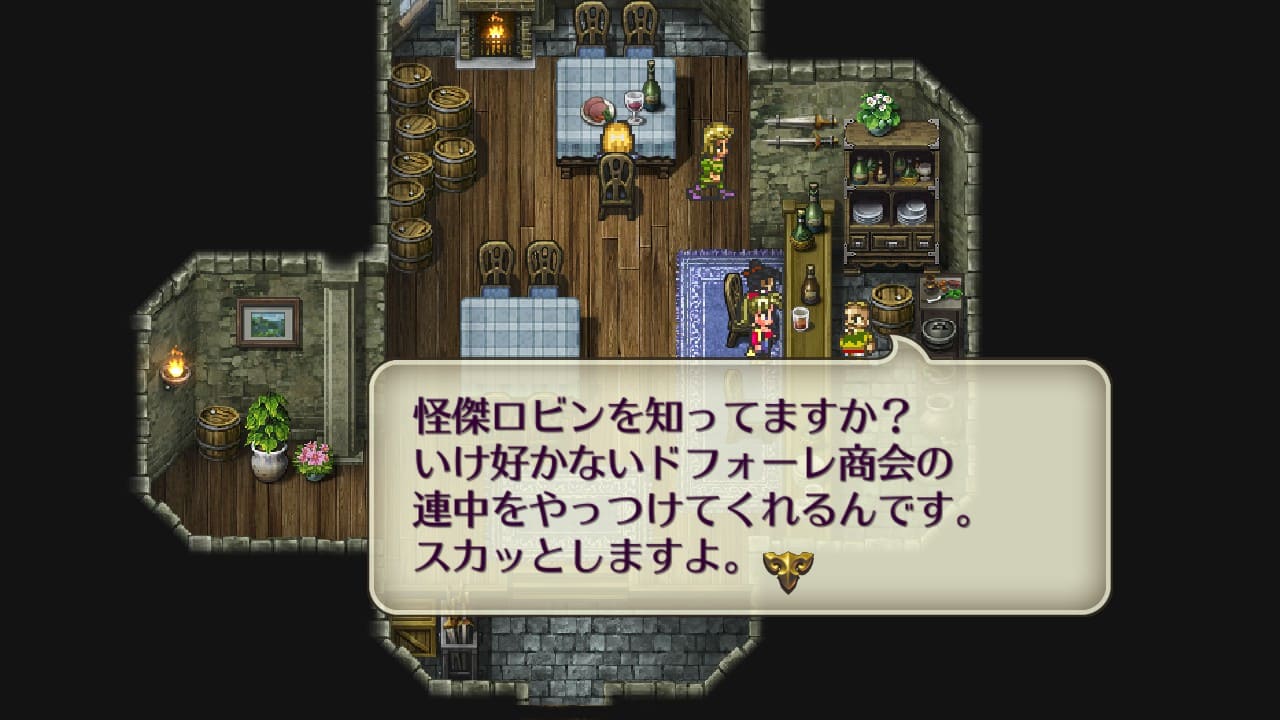 怪傑ロビンを知ってますか？
いけ好かないドフォーレ商会の
連中をやっつけてくれるんです。
スカッとしますよ。